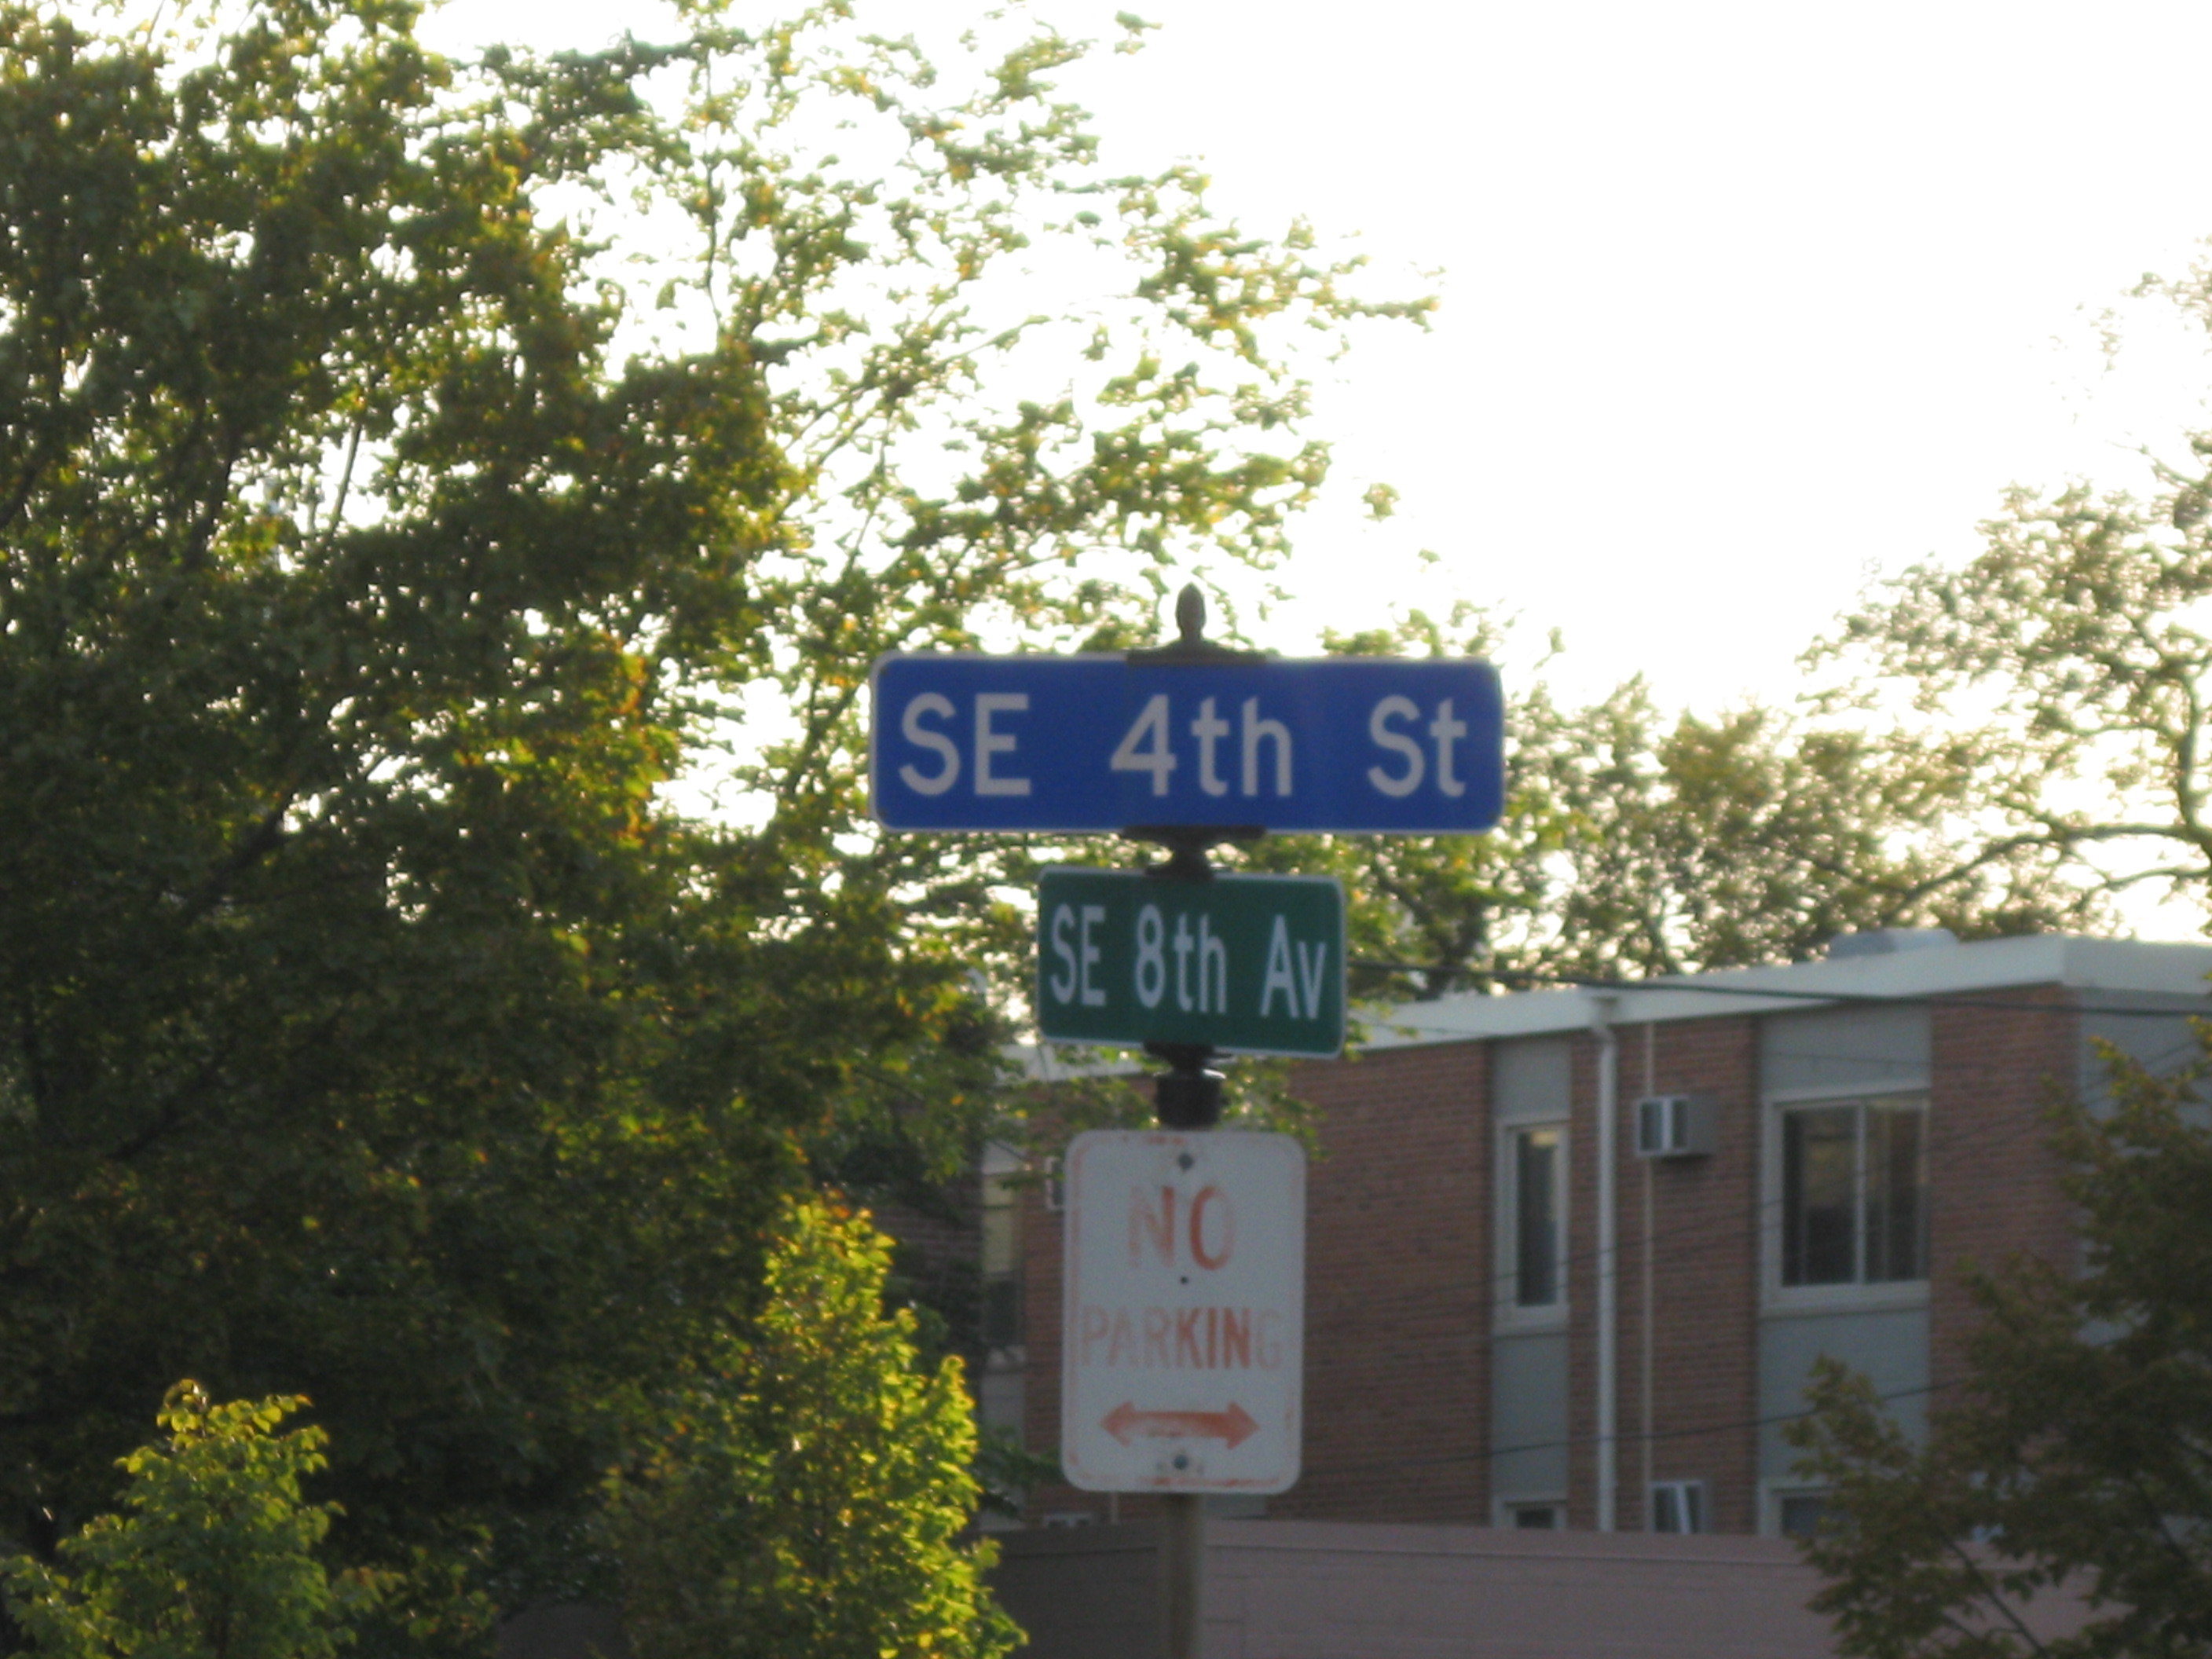 SE 4th St
SE 8th Av
NO
PARKING